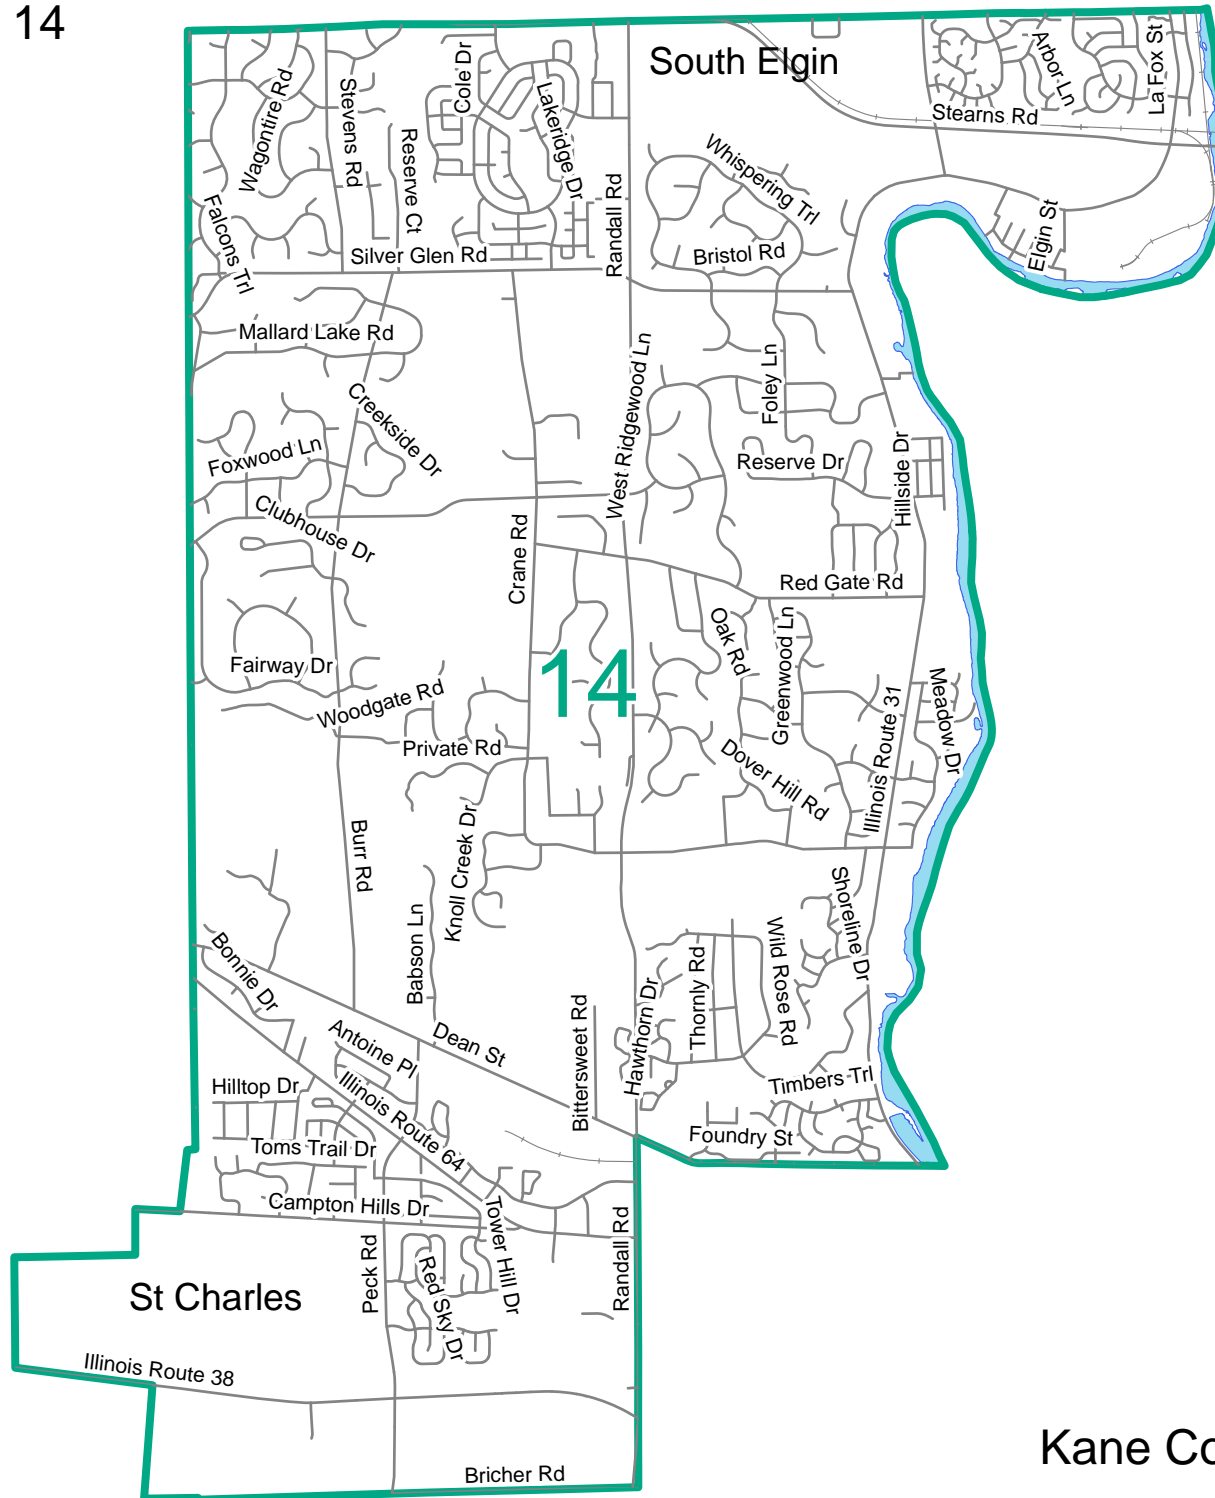 14
South Elgin
Cole Dr
Arbor Ln
La Fox St
Wagontire Rd
Stevens Rd
Lakeridge Dr
Stearns Rd
Reserve Ct
Whispering Trl
Randall Rd
Falcons Trl
Elgin St
Silver Glen Rd
Bristol Rd
Mallard Lake Rd
West Ridgewood Ln
Foley Ln
Creekside Dr
Foxwood Ln
Reserve Dr
Hillside Dr
Clubhouse Dr
Crane Rd
Red Gate Rd
Oak Rd
Greenwood Ln
Fairway Dr
14
Woodgate Rd
Illinois Route 31
Meadow Dr
Private Rd
Dover Hill Rd
Burr Rd
Knoll Creek Dr
Shoreline Dr
Babson Ln
Wild Rose Rd
Bonnie Dr
Thornly Rd
Hawthorn Dr
Bittersweet Rd
Antoine Pl
Dean St
Hilltop Dr
Illinois Route 64
Timbers Trl
Foundry St
Toms Trail Dr
Campton Hills Dr
Tower Hill Dr
Randall Rd
Peck Rd
Red Sky Dr
St Charles
Illinois Route 38
Kane Co
Bricher Rd